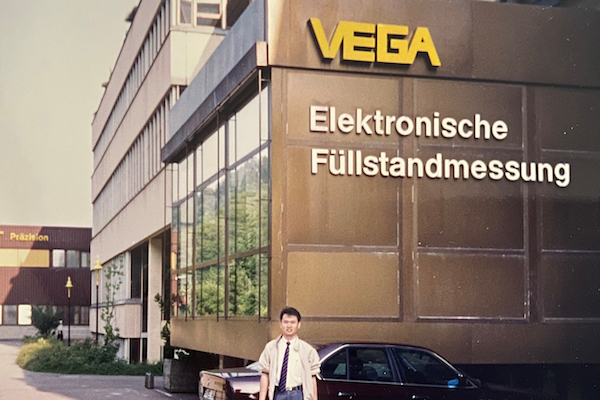 VEGA
Elektronische
Füllstandmessung
Präzision